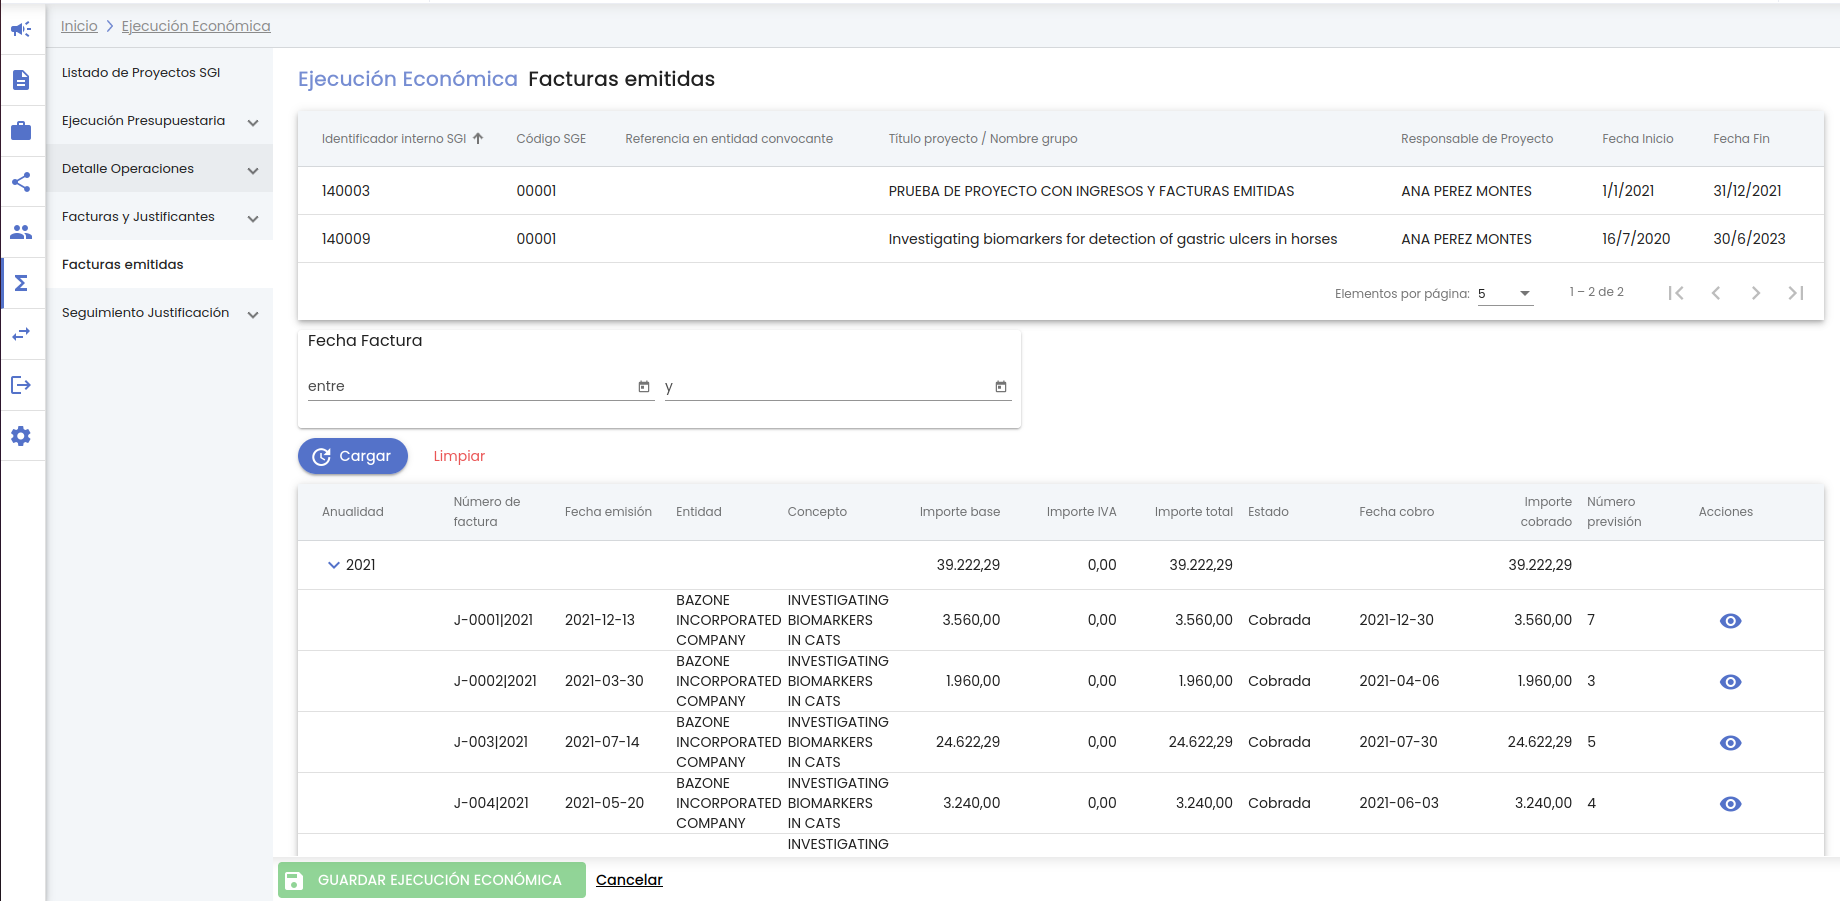 Inicio > Ejecución Económica
Listado de Proyectos SGI
Ejecución Presupuestaria
Detalle Operaciones
Facturas y Justificantes
Facturas emitidas
Seguimiento Justificación
Ejecución Económica Facturas emitidas
Identificador interno SGI Código SGE Referencia en entidad convocante Título proyecto / Nombre grupo Responsable de Proyecto Fecha Inicio Fecha Fin
140003 00001 PRUEBA DE PROYECTO CON INGRESOS Y FACTURAS EMITIDAS ANA PEREZ MONTES 1/1/2021 31/12/2021
140009 00001 Investigating biomarkers for detection of gastric ulcers in horses ANA PEREZ MONTES 16/7/2020 30/6/2023
Elementos por página: 5 1 – 2 de 2
Fecha Factura
entre y
Cargar Limpiar
Anualidad Número de factura Fecha emisión Entidad Concepto Importe base Importe IVA Importe total Estado Fecha cobro Importe cobrado Número previsión Acciones
2021 39.222,29 0,00 39.222,29 39.222,29
J-0001|2021 2021-12-13 BAZONE INCORPORATED COMPANY INVESTIGATING BIOMARKERS IN CATS 3.560,00 0,00 3.560,00 Cobrada 2021-12-30 3.560,00 7
J-0002|2021 2021-03-30 BAZONE INCORPORATED COMPANY INVESTIGATING BIOMARKERS IN CATS 1.960,00 0,00 1.960,00 Cobrada 2021-04-06 1.960,00 3
J-003|2021 2021-07-14 BAZONE INCORPORATED COMPANY INVESTIGATING BIOMARKERS IN CATS 24.622,29 0,00 24.622,29 Cobrada 2021-07-30 24.622,29 5
J-004|2021 2021-05-20 BAZONE INCORPORATED COMPANY INVESTIGATING BIOMARKERS IN CATS 3.240,00 0,00 3.240,00 Cobrada 2021-06-03 3.240,00 4
INVESTIGATING
GUARDAR EJECUCIÓN ECONÓMICA Cancelar